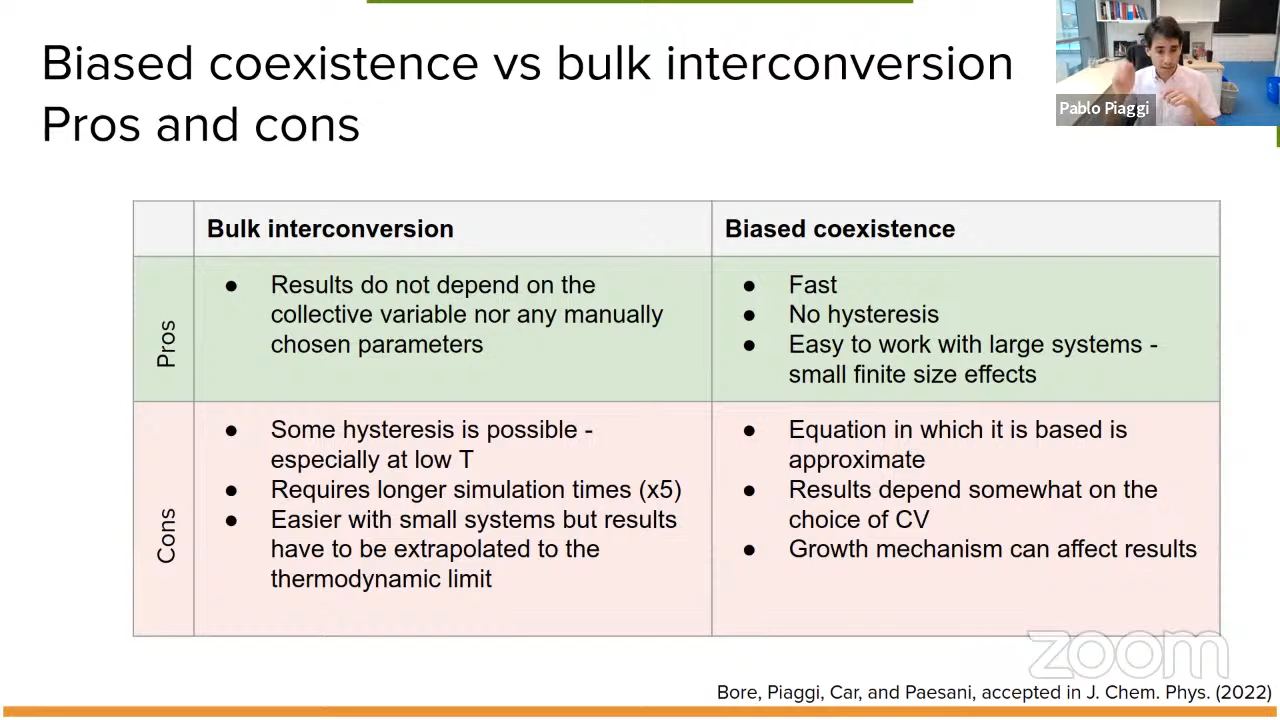 Biased coexistence vs bulk interconversion
Pros and cons
Pablo Piaggi
Bulk interconversion
Biased coexistence
Pros
● Results do not depend on the
collective variable nor any manually
chosen parameters
● Fast
● No hysteresis
● Easy to work with large systems -
small finite size effects
Cons
● Some hysteresis is possible -
especially at low T
● Requires longer simulation times (x5)
● Easier with small systems but results
have to be extrapolated to the
thermodynamic limit
● Equation in which it is based is
approximate
● Results depend somewhat on the
choice of CV
● Growth mechanism can affect results
zoom
Bore, Piaggi, Car, and Paesani, accepted in J. Chem. Phys. (2022)